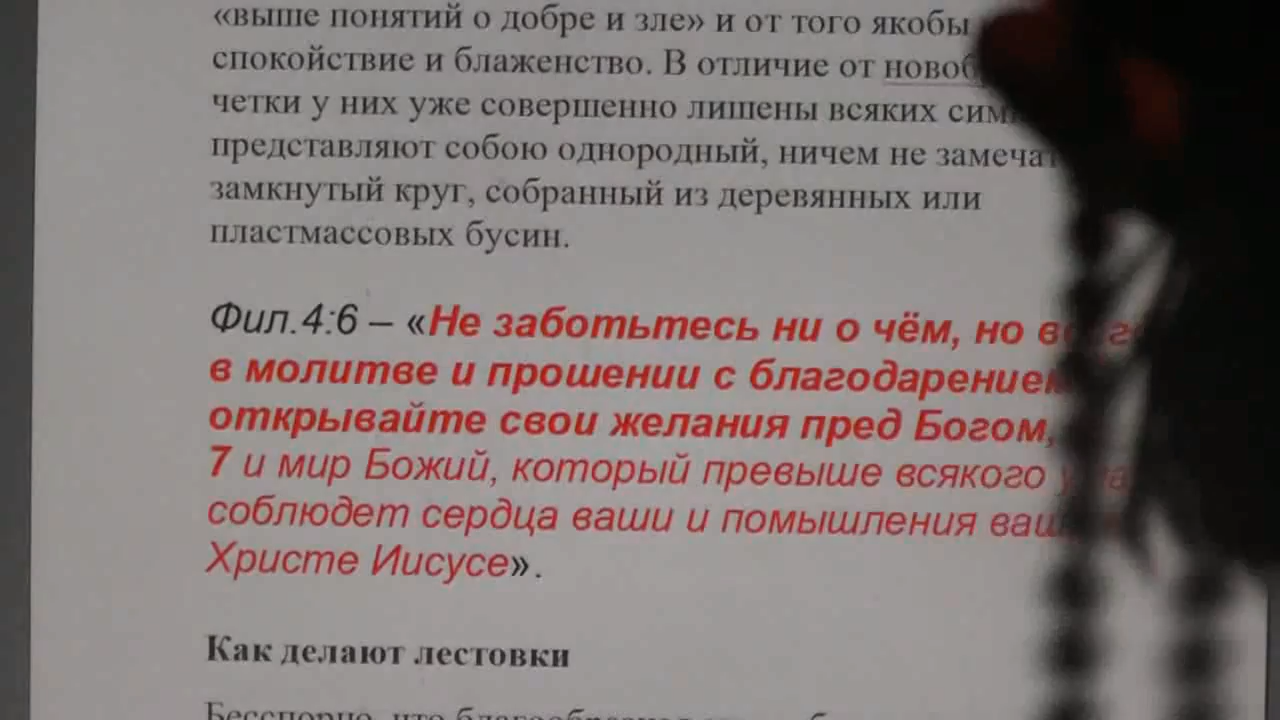 «выше понятий о добре и зле» и от того якобы
спокойствие и блаженство. В отличие от
четки у них уже совершенно лишены всяких
представляют собою однородный, ничем не
замкнутый круг, собранный из деревянных или
пластмассовых бусин.
Фил.4:6 – «Не заботьтесь ни о чём, но
в молитве и прошении с благодарением
открывайте свои желания пред Богом,
7 и мир Божий, который превыше всякого
соблюдет сердца ваши и помышления
Христе Иисусе».
Как делают лестовки